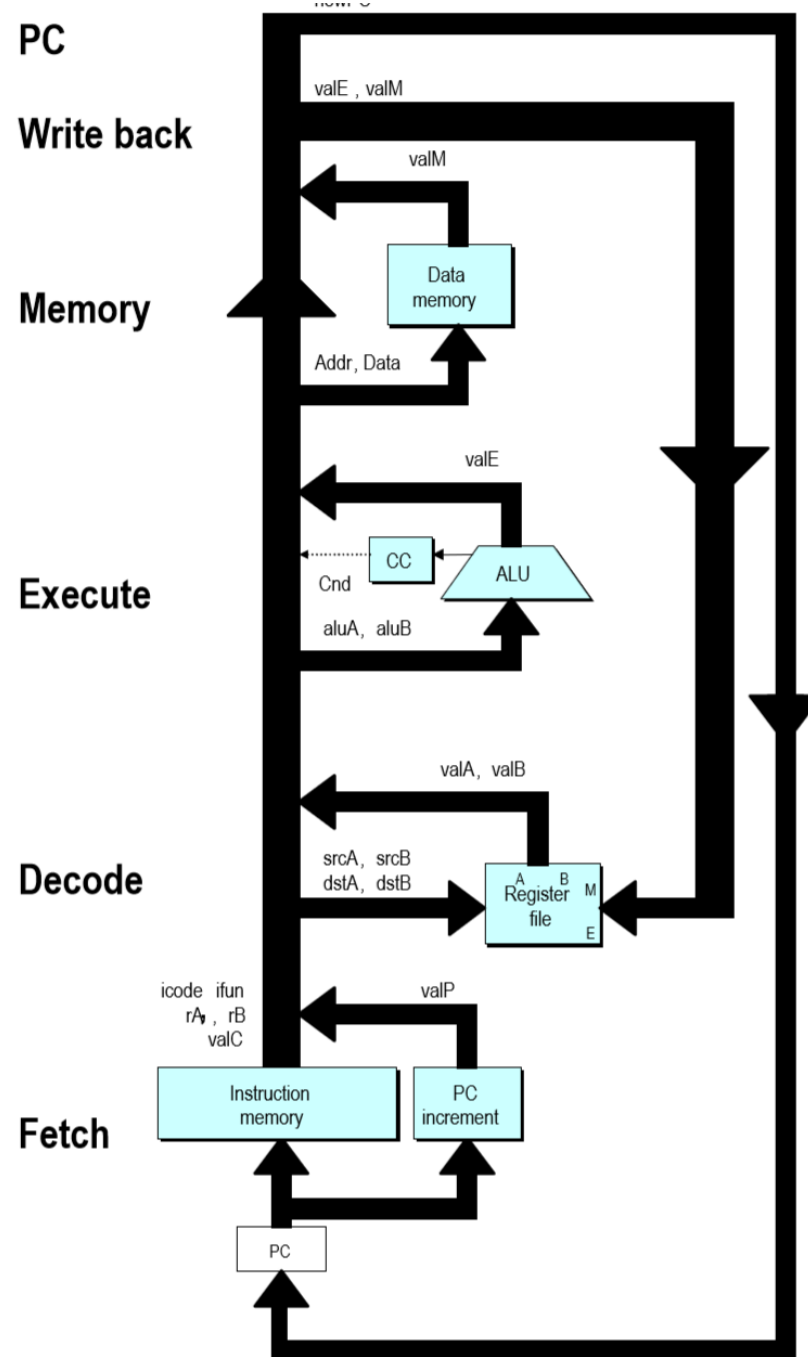 PC
valE , valM
Write back
valM
Data
memory
Memory
Addr, Data
valE
CC
ALU
Cnd
Execute
aluA, aluB
valA, valB
srcA, srcB
dstA, dstB
Decode
A B
M
Register
file
E
icode ifun
rA, , rB
valC
valP
Instruction
memory
PC
increment
Fetch
PC